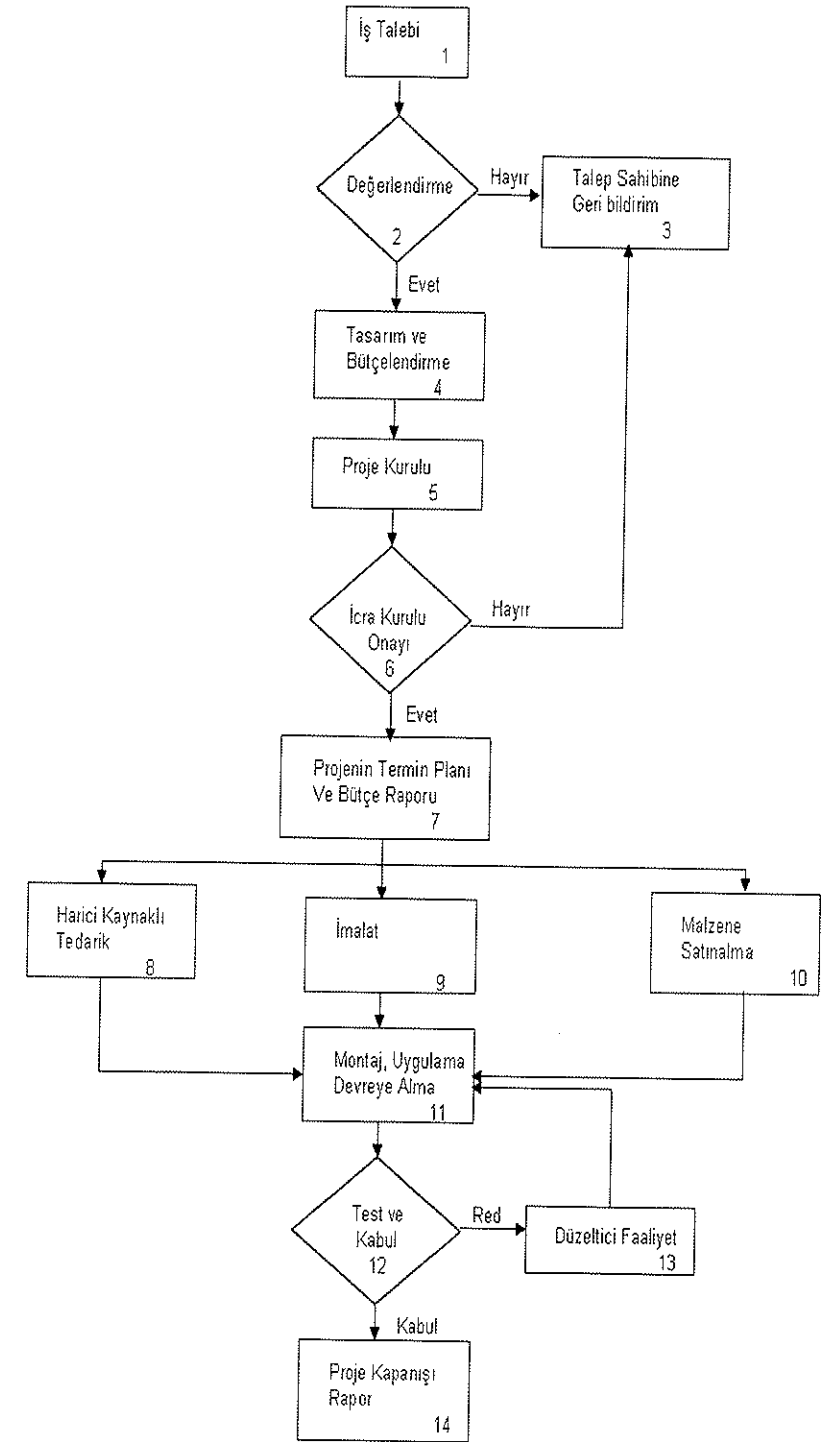 İş Talebi
1
Değerlendirme
2
Hayır
Talep Sahibine
Geri bildirim
3
Evet
Tasarım ve
Bütçelendirme
4
Proje Kurulu
5
İcra Kurulu
Onayı
6
Hayır
Evet
Projenin Termin Planı
Ve Bütçe Raporu
7
Harici Kaynaklı
Tedarik
8
İmalat
9
Malzene
Satınalma
10
Montaj, Uygulama
Devreye Alma
11
Test ve
Kabul
12
Red
Düzeltici Faaliyet
13
Kabul
Proje Kapanışı
Rapor
14